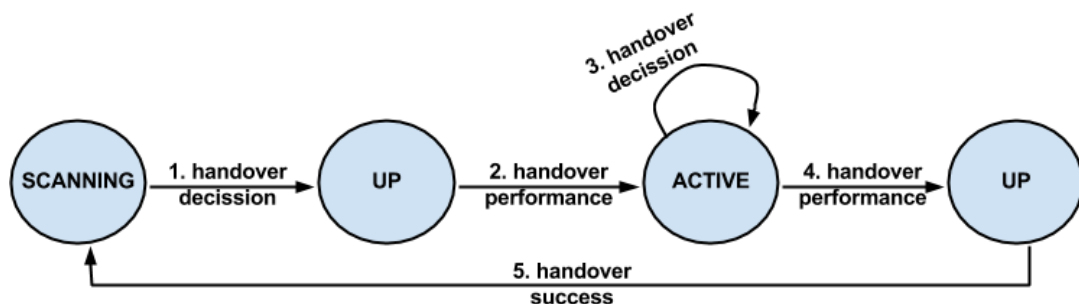 3. handover
decission
SCANNING
1. handover
decission
UP
2. handover
performance
ACTIVE
4. handover
performance
UP
5. handover
success